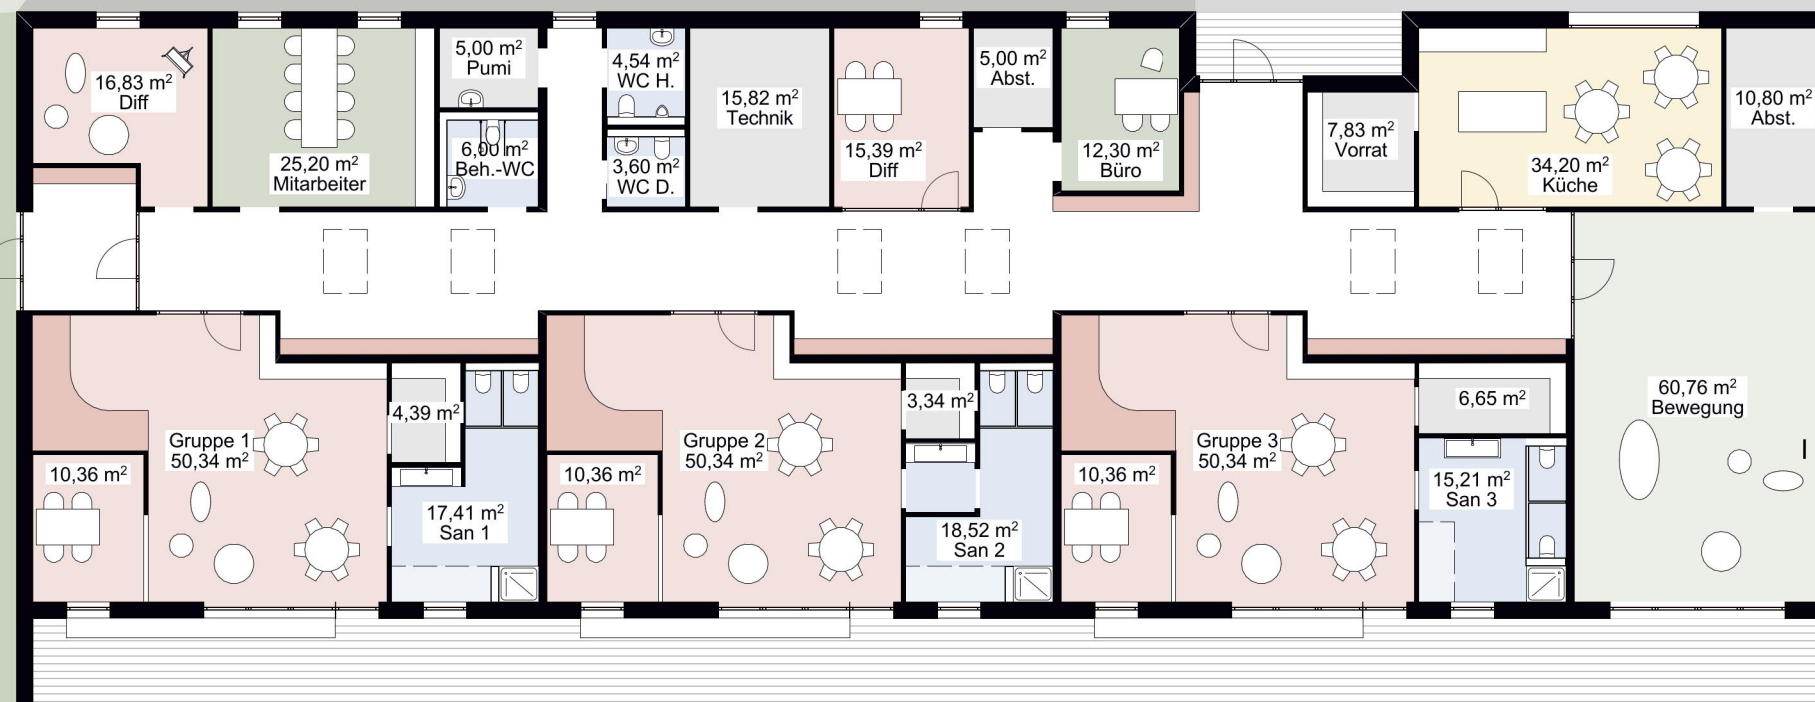 16,83 m²
Diff
25,20 m²
Mitarbeiter
5,00 m²
Pumi
6,00 m²
Beh.-WC
4,54 m²
WC H.
3,60 m²
WC D.
15,82 m²
Technik
15,39 m²
Diff
5,00 m²
Abst.
12,30 m²
Büro
7,83 m²
Vorrat
34,20 m²
Küche
10,80 m²
Abst.
Gruppe 1
50,34 m²
10,36 m²
4,39 m²
17,41 m²
San 1
Gruppe 2
50,34 m²
10,36 m²
3,34 m²
18,52 m²
San 2
Gruppe 3
50,34 m²
10,36 m²
6,65 m²
15,21 m²
San 3
60,76 m²
Bewegung